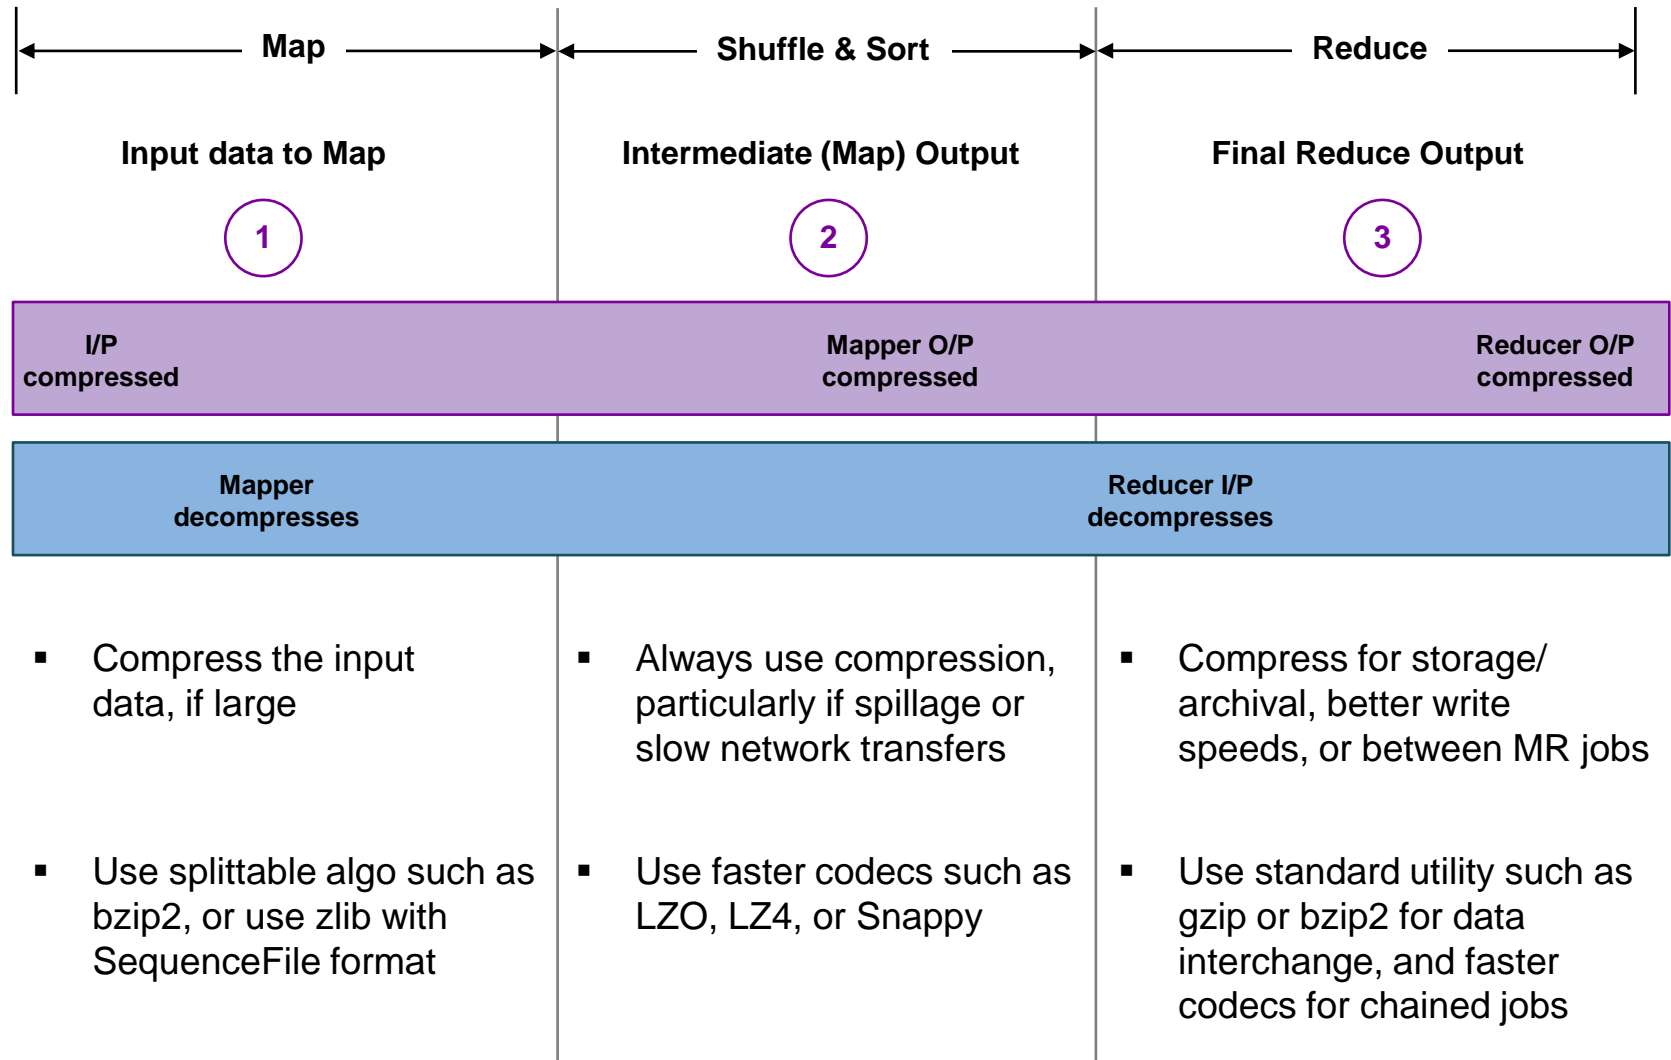 Map
Shuffle & Sort
Reduce
Input data to Map
Intermediate (Map) Output
Final Reduce Output
1
2
3
I/P
compressed
Mapper O/P
compressed
Reducer O/P
compressed
Mapper
decompresses
Reducer I/P
decompresses
▪ Compress the input
data, if large
▪ Use splittable algo such as
bzip2, or use zlib with
SequenceFile format
▪ Always use compression,
particularly if spillage or
slow network transfers
▪ Use faster codecs such as
LZO, LZ4, or Snappy
▪ Compress for storage/
archival, better write
speeds, or between MR jobs
▪ Use standard utility such as
gzip or bzip2 for data
interchange, and faster
codecs for chained jobs